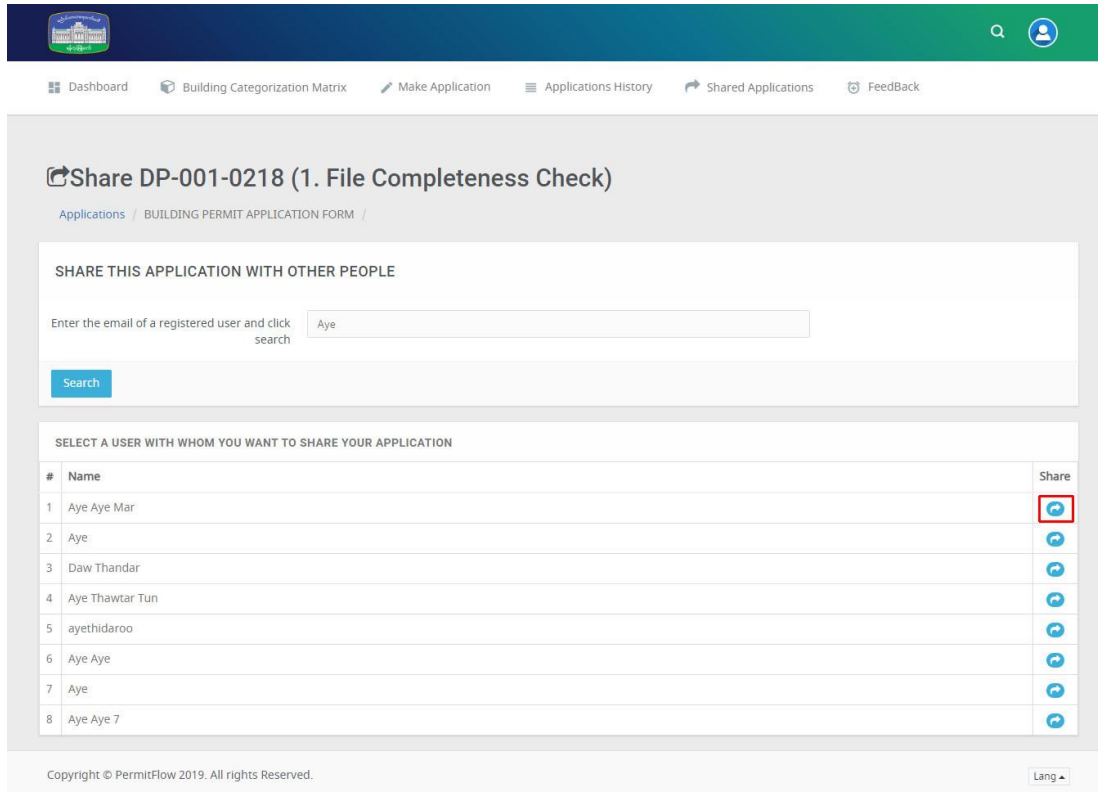 Dashboard Building Categorization Matrix Make Application Applications History Shared Applications FeedBack
Share DP-001-0218 (1. File Completeness Check)
Applications / BUILDING PERMIT APPLICATION FORM /
SHARE THIS APPLICATION WITH OTHER PEOPLE
Enter the email of a registered user and click
search
Aye
Search
SELECT A USER WITH WHOM YOU WANT TO SHARE YOUR APPLICATION
# Name Share
1 Aye Aye Mar
2 Aye
3 Daw Thandar
4 Aye Thawtar Tun
5 ayethidaroo
6 Aye Aye
7 Aye
8 Aye Aye 7
Copyright © PermitFlow 2019. All rights Reserved. Lang